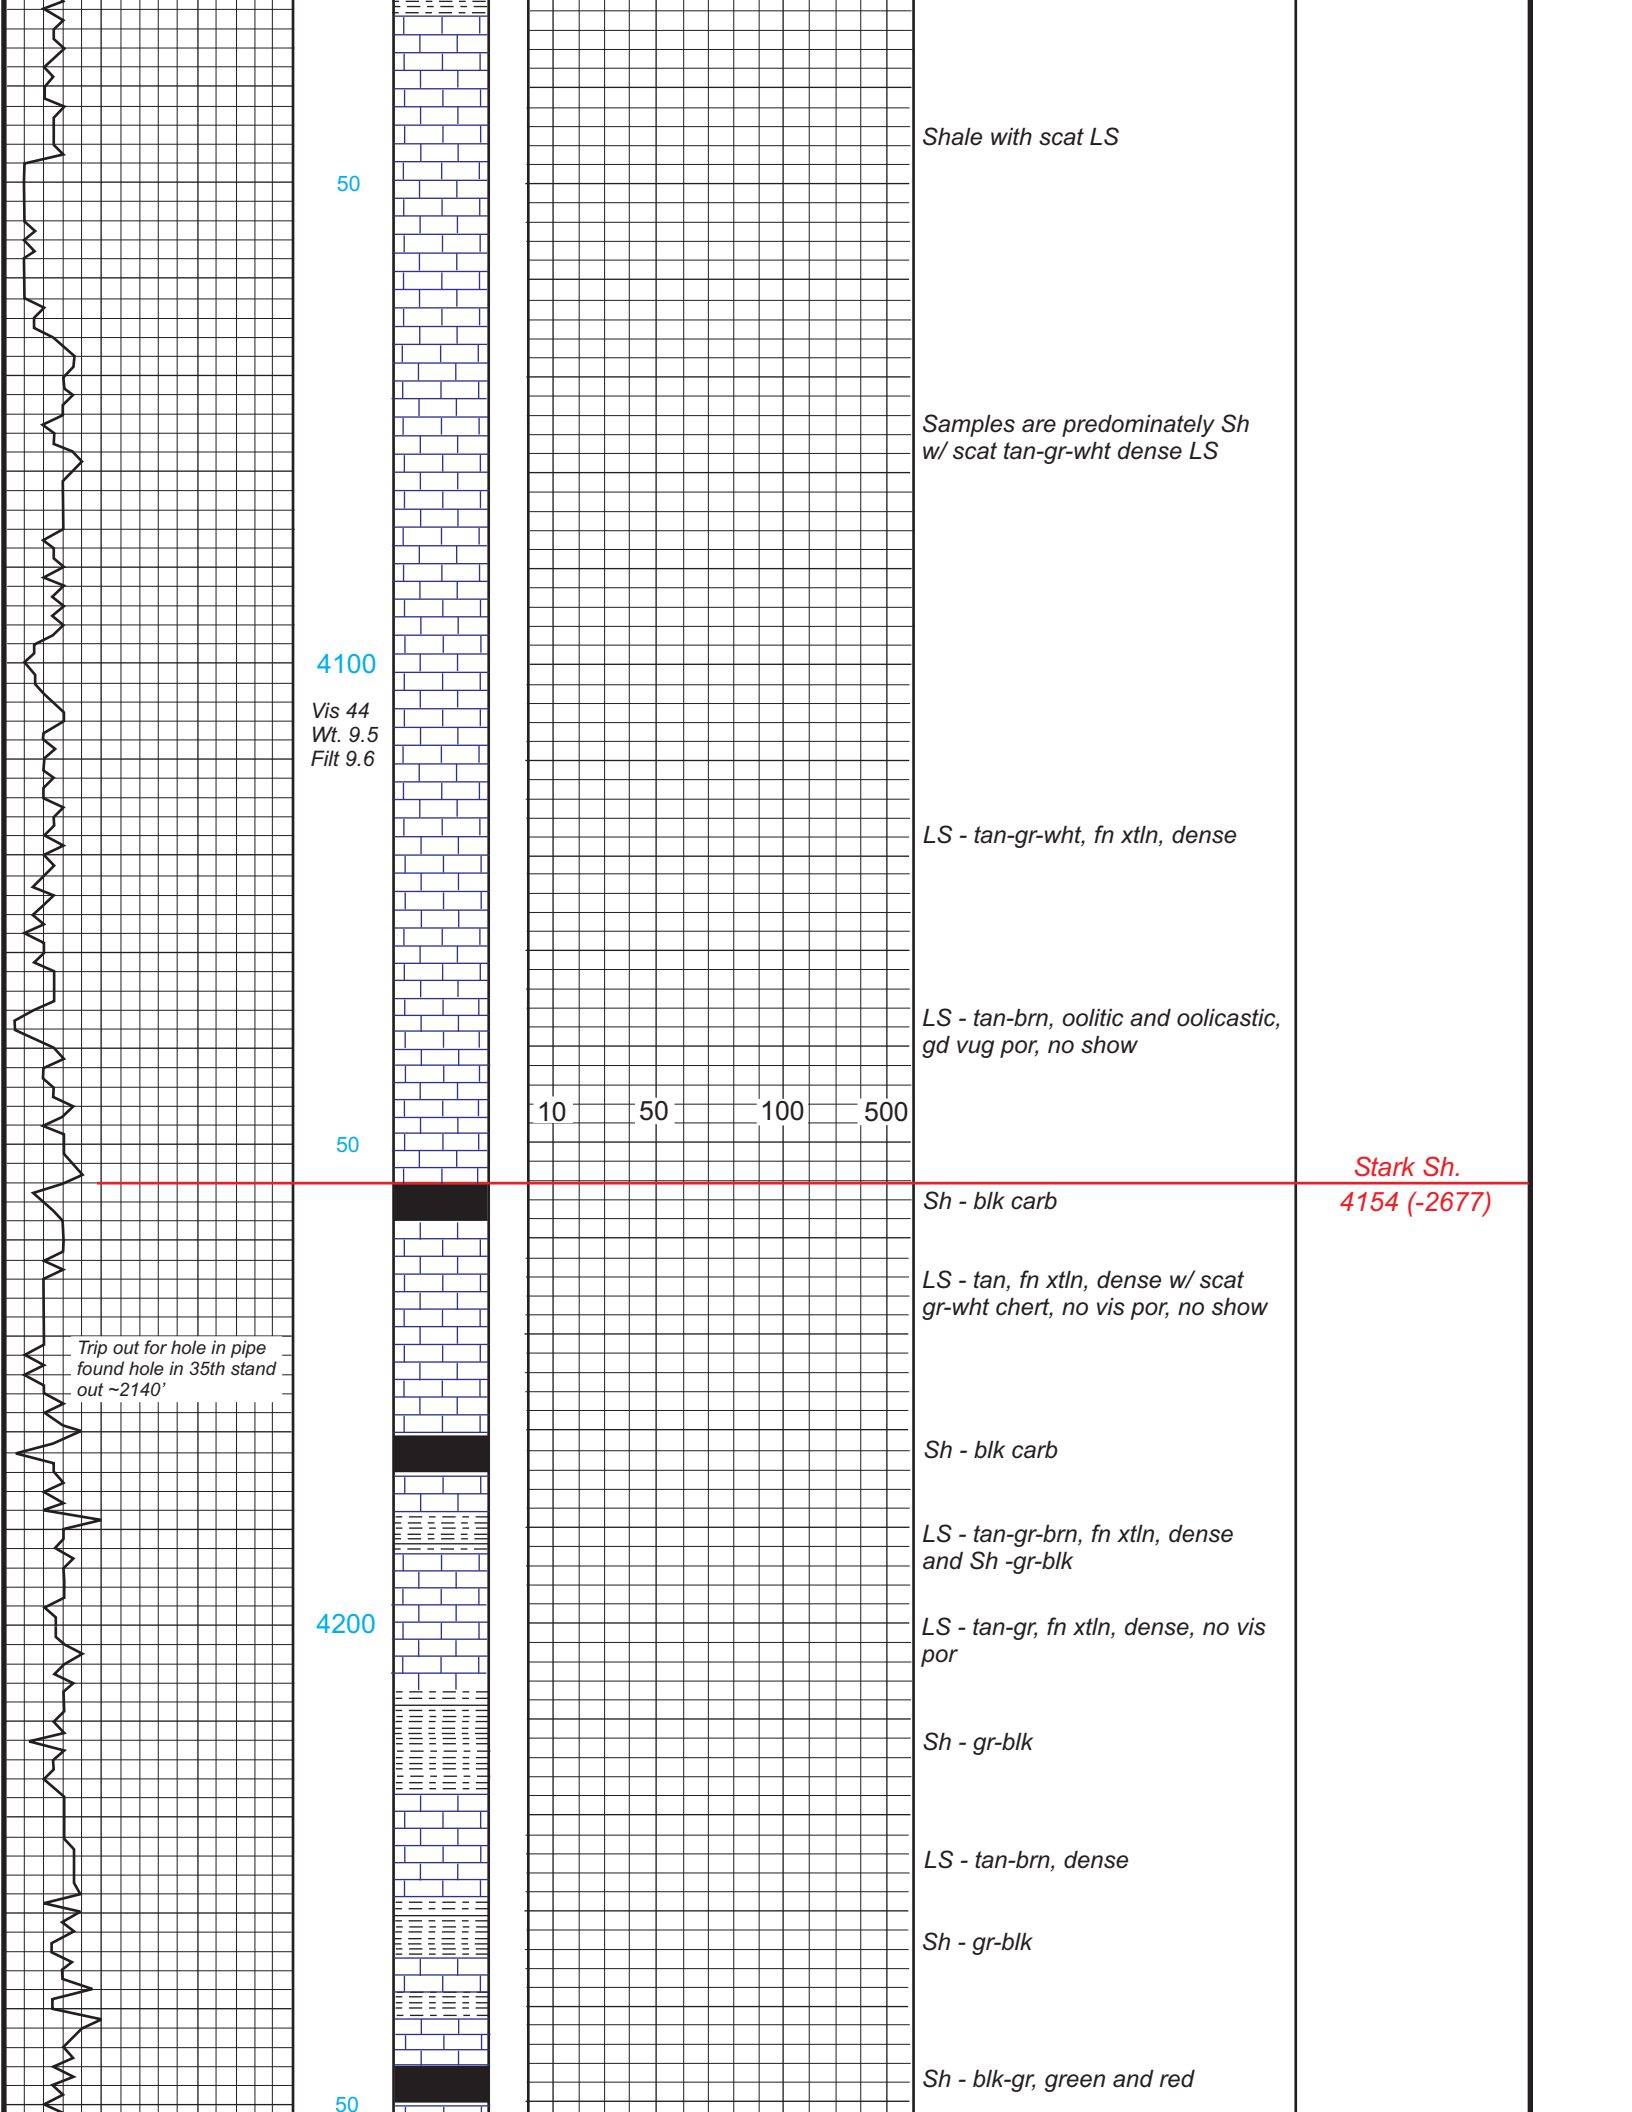 Shale with scat LS
50
Samples are predominately Sh
w/ scat tan-gr-wht dense LS
4100
Vis 44
Wt. 9.5
Filt 9.6
LS - tan-gr-wht, fn xtln, dense
LS - tan-brn, oolitic and oolicastic,
gd vug por, no show
10 50 100 500
50
Stark Sh.
4154 (-2677)
Sh - blk carb
LS - tan, fn xtln, dense w/ scat
gr-wht chert, no vis por, no show
Trip out for hole in pipe
found hole in 35th stand
out ~2140'
Sh - blk carb
LS - tan-gr-brn, fn xtln, dense
and Sh -gr-blk
4200
LS - tan-gr, fn xtln, dense, no vis
por
Sh - gr-blk
LS - tan-brn, dense
Sh - gr-blk
Sh - blk-gr, green and red
50